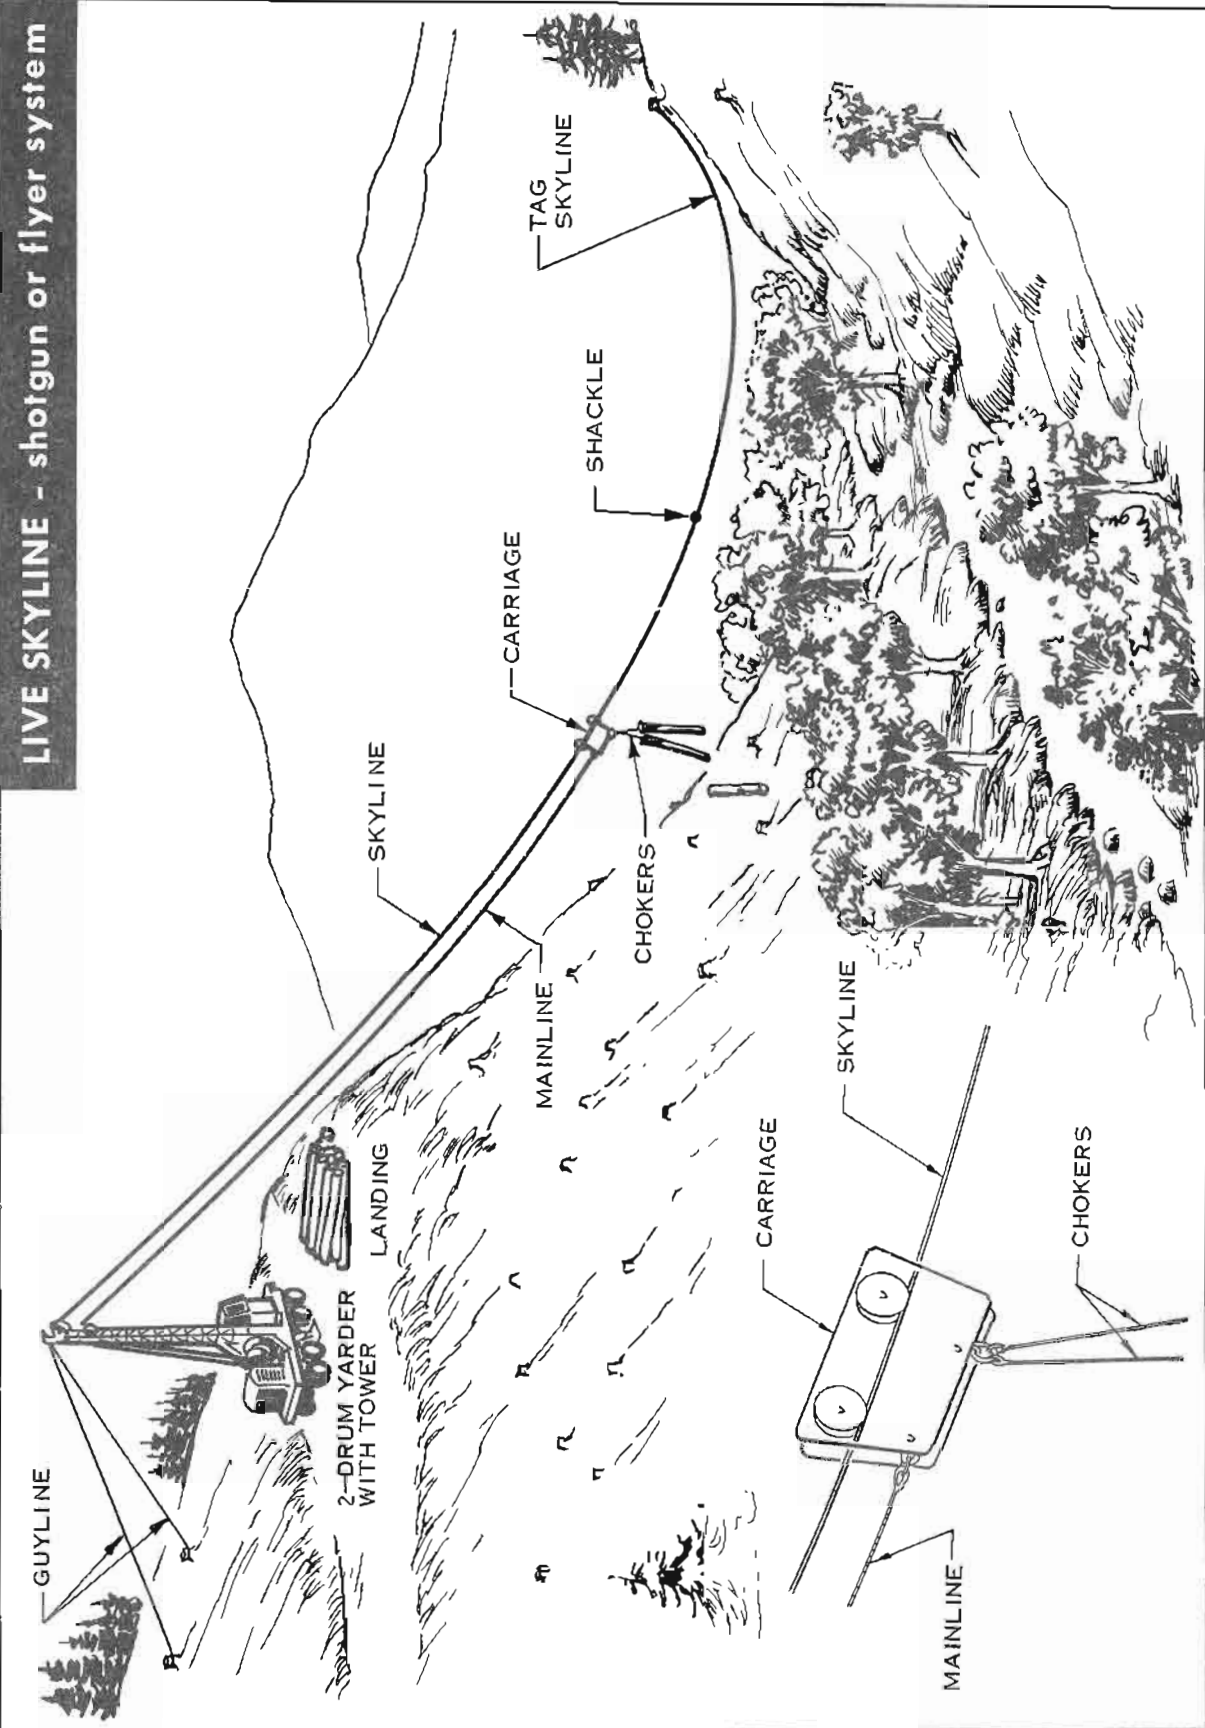 LIVE SKYLINE - shotgun or flyer system
GUYLINE
2-DRUM YARDER
WITH TOWER
LANDING
SKYLINE
MAINLINE
CARRIAGE
CHOKERS
SHACKLE
TAG
SKYLINE
MAINLINE
CARRIAGE
SKYLINE
CHOKERS